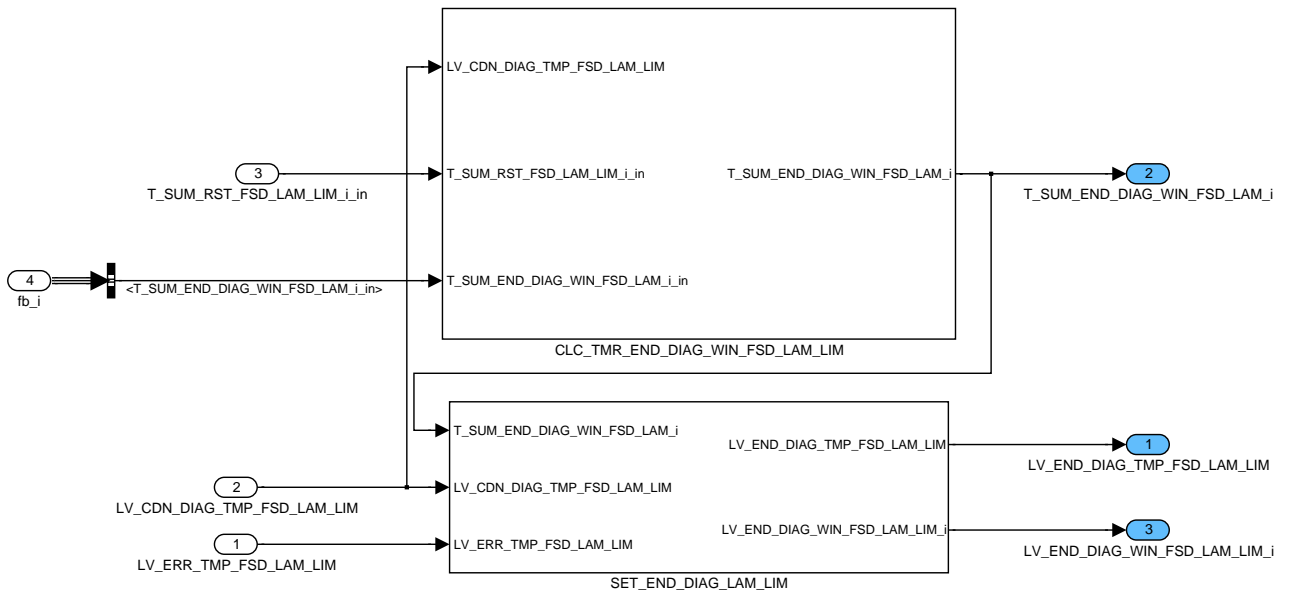 LV_CDN_DIAG_TMP_FSD_LAM_LIM
3
T_SUM_RST_FSD_LAM_LIM_i_in
T_SUM_RST_FSD_LAM_LIM_i_in
T_SUM_END_DIAG_WIN_FSD_LAM_i
2
T_SUM_END_DIAG_WIN_FSD_LAM_i
4
fb_i
<T_SUM_END_DIAG_WIN_FSD_LAM_i_in>
T_SUM_END_DIAG_WIN_FSD_LAM_i_in
CLC_TMR_END_DIAG_WIN_FSD_LAM_LIM
T_SUM_END_DIAG_WIN_FSD_LAM_i
LV_END_DIAG_TMP_FSD_LAM_LIM
1
LV_END_DIAG_TMP_FSD_LAM_LIM
2
LV_CDN_DIAG_TMP_FSD_LAM_LIM
LV_CDN_DIAG_TMP_FSD_LAM_LIM
LV_END_DIAG_WIN_FSD_LAM_LIM_i
3
LV_END_DIAG_WIN_FSD_LAM_LIM_i
1
LV_ERR_TMP_FSD_LAM_LIM
LV_ERR_TMP_FSD_LAM_LIM
SET_END_DIAG_LAM_LIM